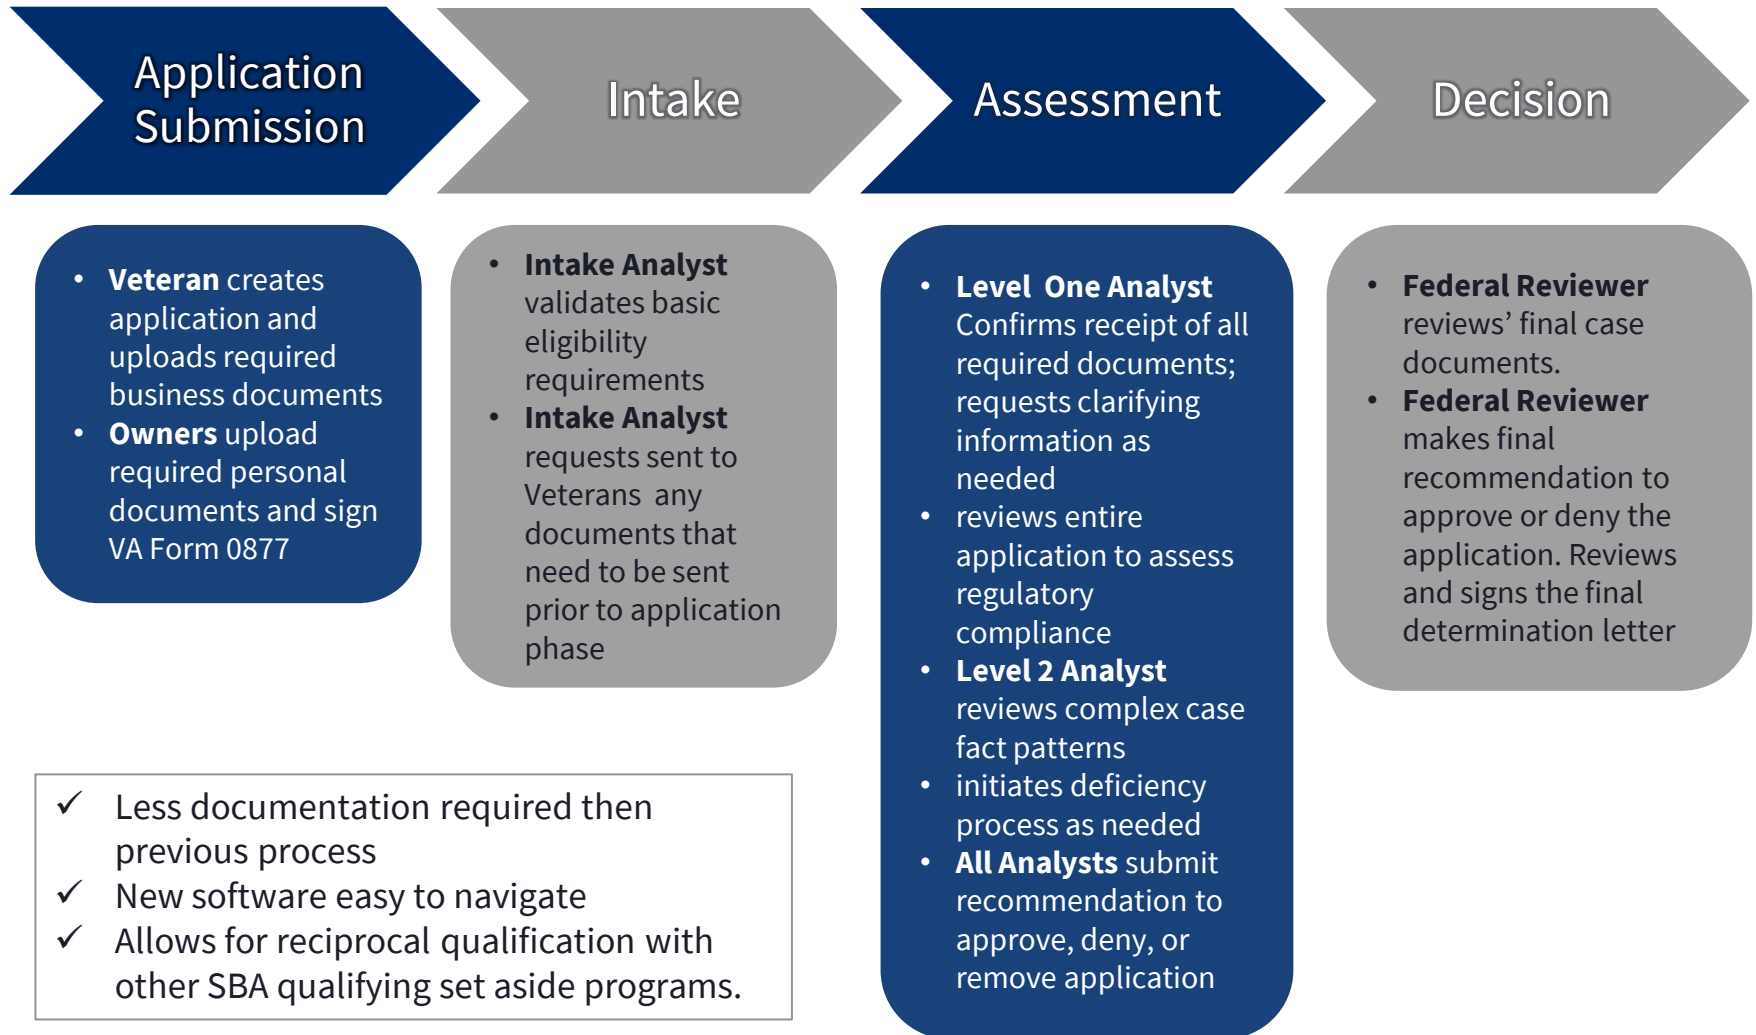 Application
Submission
Intake
Assessment
Decision
• Veteran creates
application and
uploads required
business documents
• Owners upload
required personal
documents and sign
VA Form 0877
• Intake Analyst
validates basic
eligibility
requirements
• Intake Analyst
requests sent to
Veterans any
documents that
need to be sent
prior to application
phase
• Level One Analyst
Confirms receipt of all
required documents;
requests clarifying
information as
needed
• reviews entire
application to assess
regulatory
compliance
• Level 2 Analyst
reviews complex case
fact patterns
• initiates deficiency
process as needed
• All Analysts submit
recommendation to
approve, deny, or
remove application
• Federal Reviewer
reviews’ final case
documents.
• Federal Reviewer
makes final
recommendation to
approve or deny the
application. Reviews
and signs the final
determination letter
✓ Less documentation required then
previous process
✓ New software easy to navigate
✓ Allows for reciprocal qualification with
other SBA qualifying set aside programs.